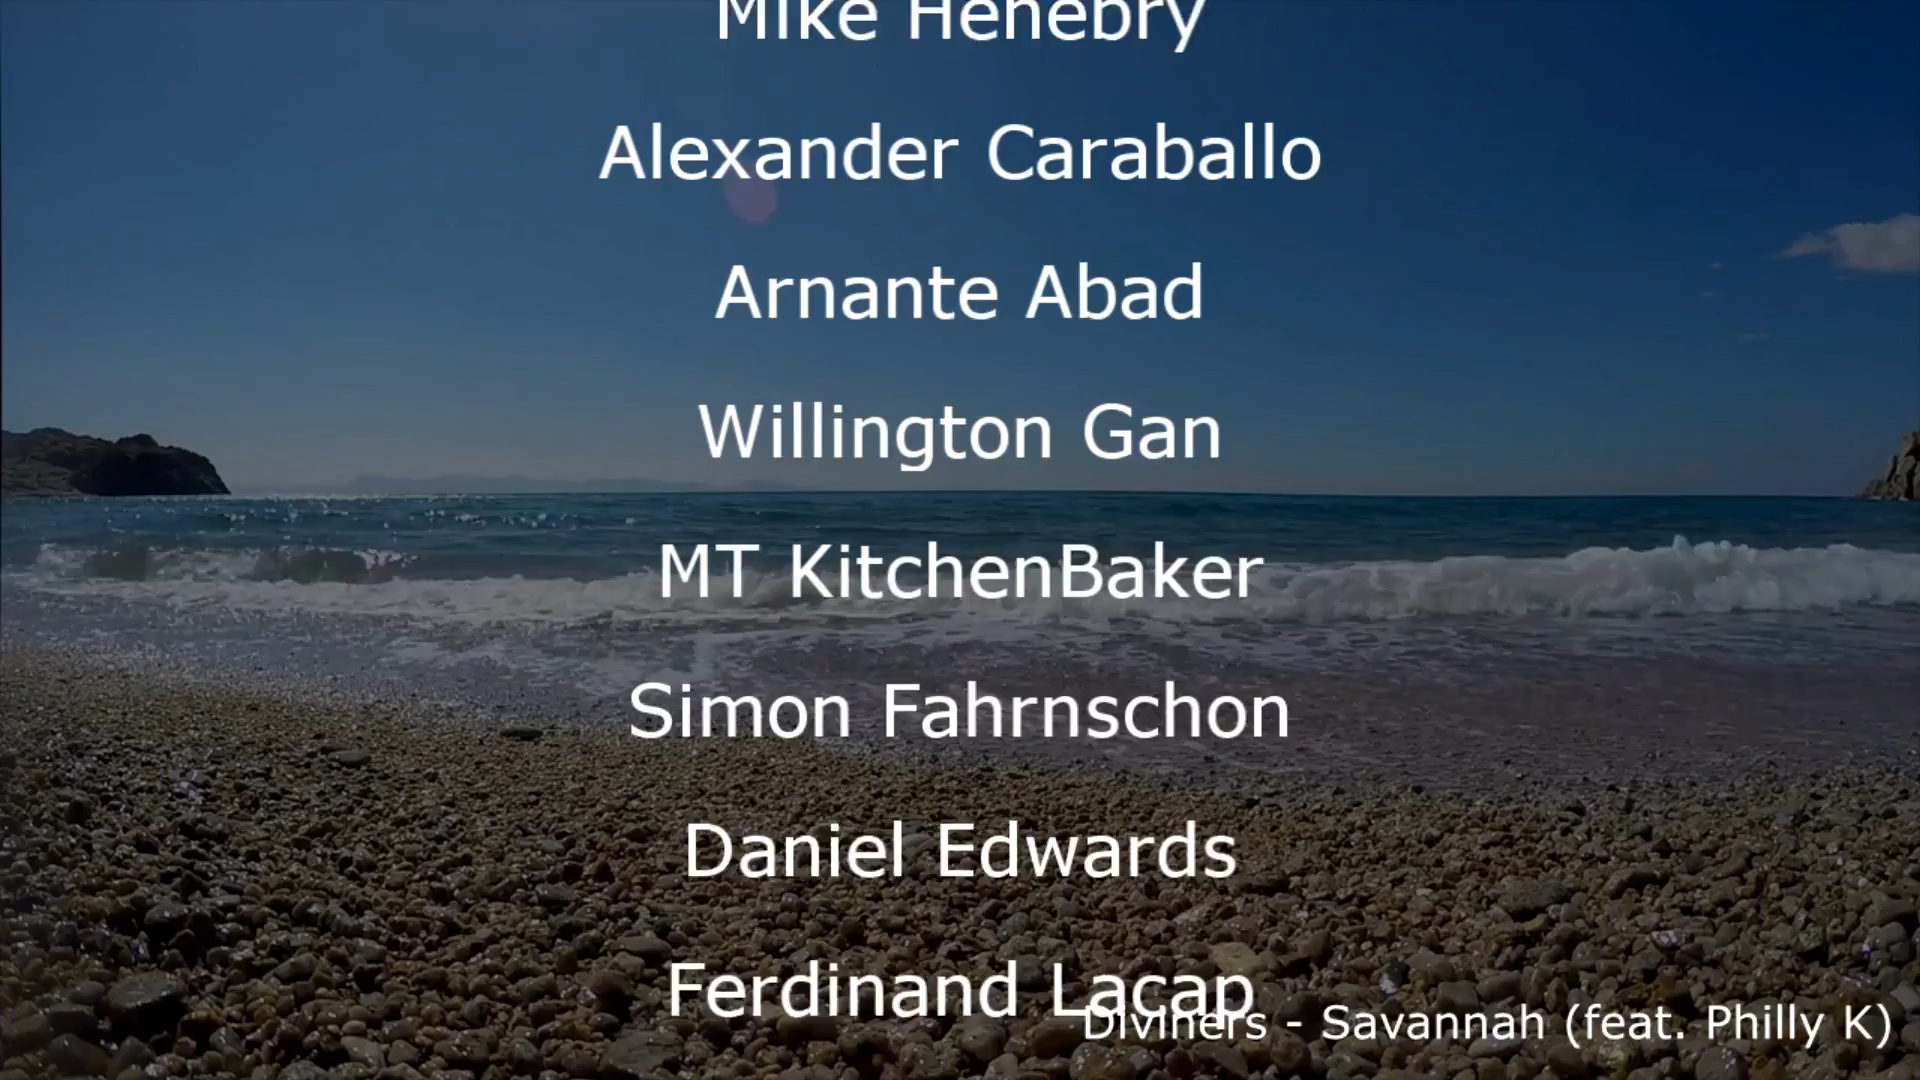 Mike Henebry
Alexander Caraballo
Arnante Abad
Willington Gan
MT KitchenBaker
Simon Fahrnschon
Daniel Edwards
Ferdinand Lacap
Diviners - Savannah (feat. Philly K)